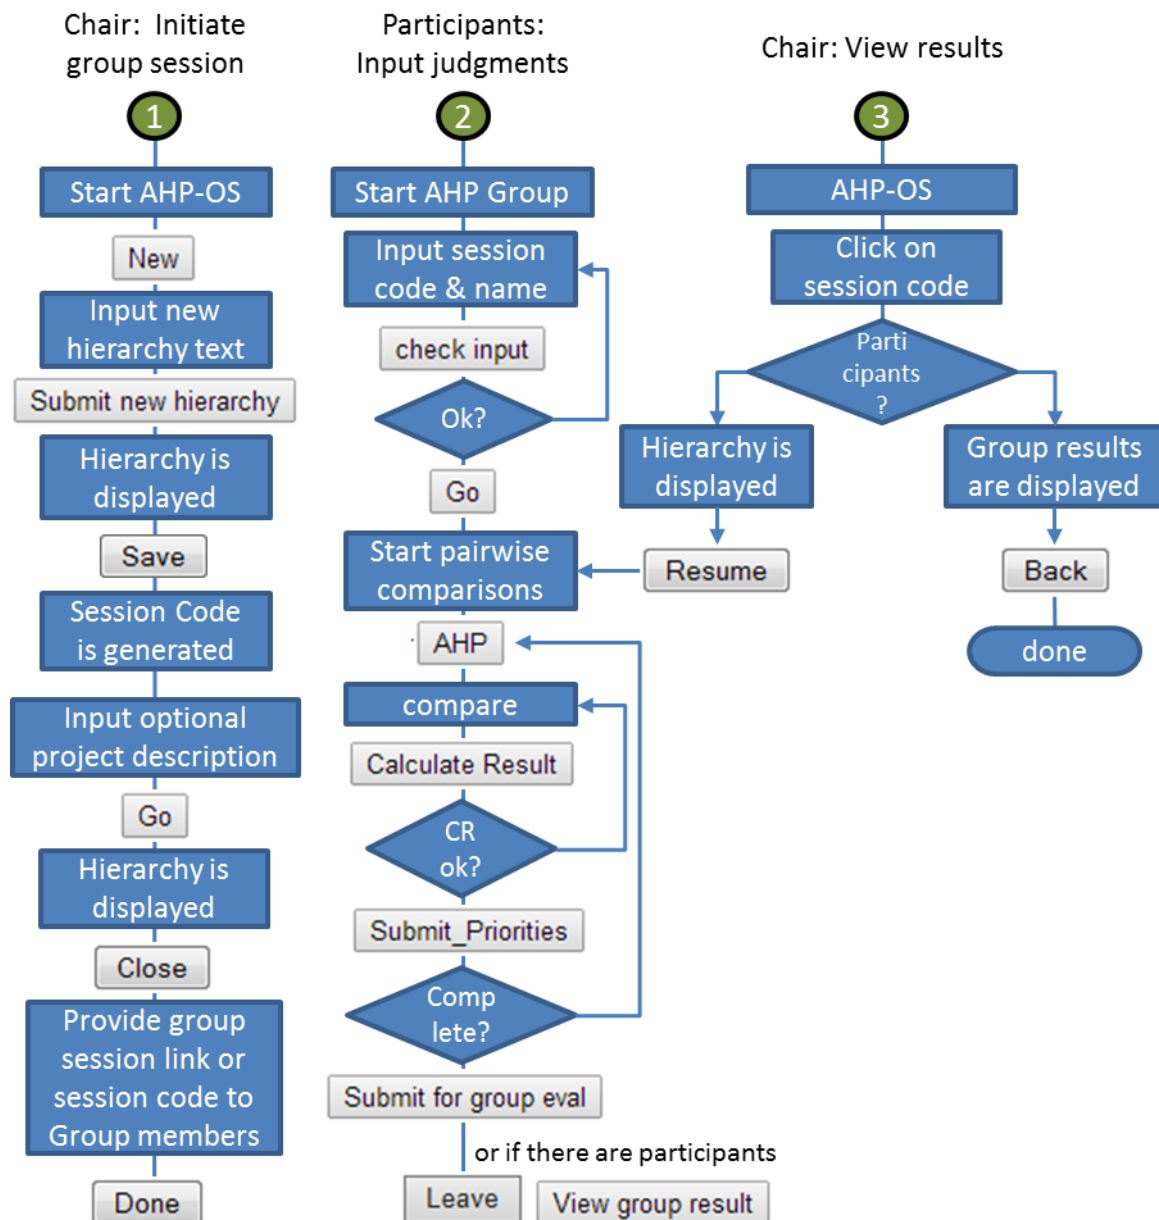 Chair:  Initiate
group session
1
Start AHP-OS
New
Input new
hierarchy text
Submit new hierarchy
Hierarchy is
displayed
Save
Session Code
is generated
Input optional
project description
Go
Hierarchy is
displayed
Close
Provide group
session link or
session code to
Group members
Done
Participants:
Input judgments
2
Start AHP Group
Input session
code & name
check input
Ok?
Go
Start pairwise
comparisons
AHP
compare
Calculate Result
CR
ok?
Submit_Priorities
Comp
lete?
Submit for group eval
or if there are participants
Leave
View group result
Chair: View results
3
AHP-OS
Click on
session code
Parti
cipants
?
Hierarchy is
displayed
Resume
Group results
are displayed
Back
done